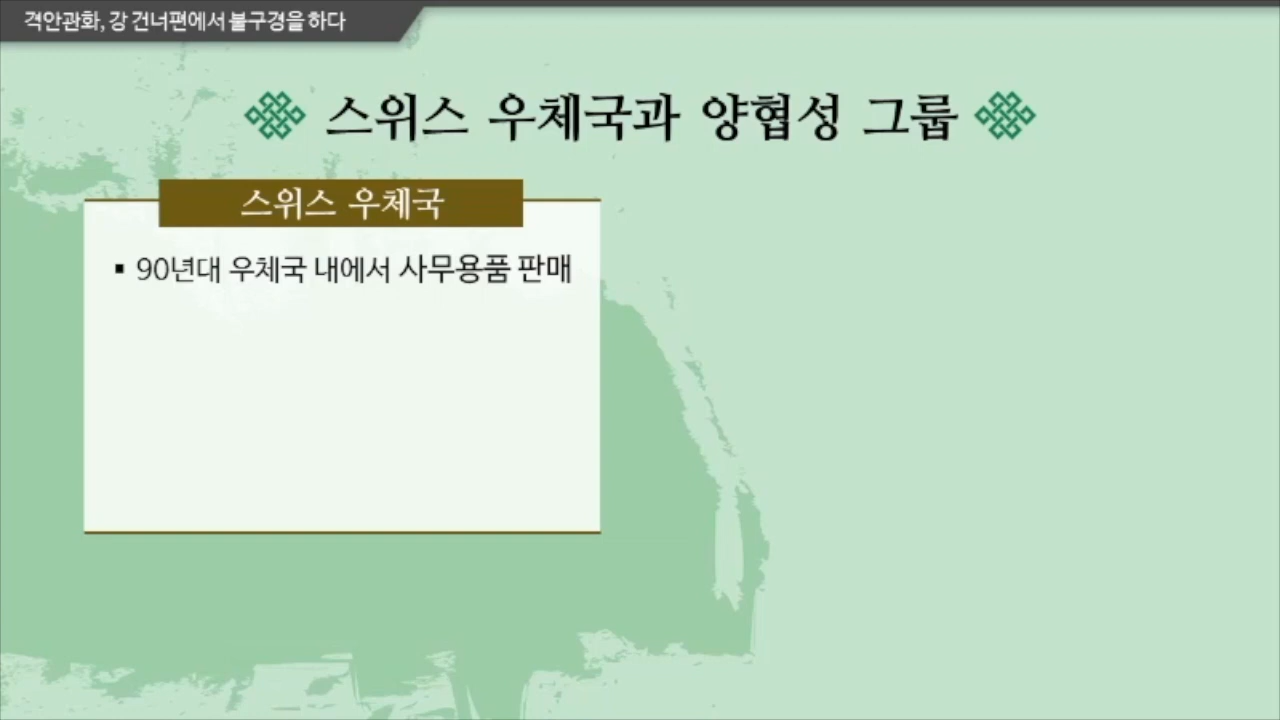 격안관화, 강 건너편에서 불구경을 하다
스위스 우체국과 양협성 그룹
스위스 우체국
▪ 90년대 우체국 내에서 사무용품 판매